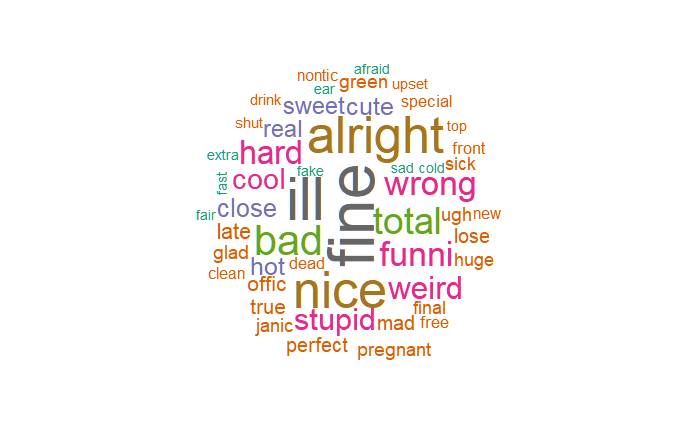 afraid
nontic
green
upset
ear
drink
sweet
cute
special
shut
real
alright
top
extra
hard
front
fake
sad
cold
sick
fast
cool
ill
fine
wrong
fair
close
total
ugh
new
late
bad
funni
lose
glad
hot
dead
huge
clean
offic
nice
weird
true
final
janic
stupid
mad
free
perfect
pregnant